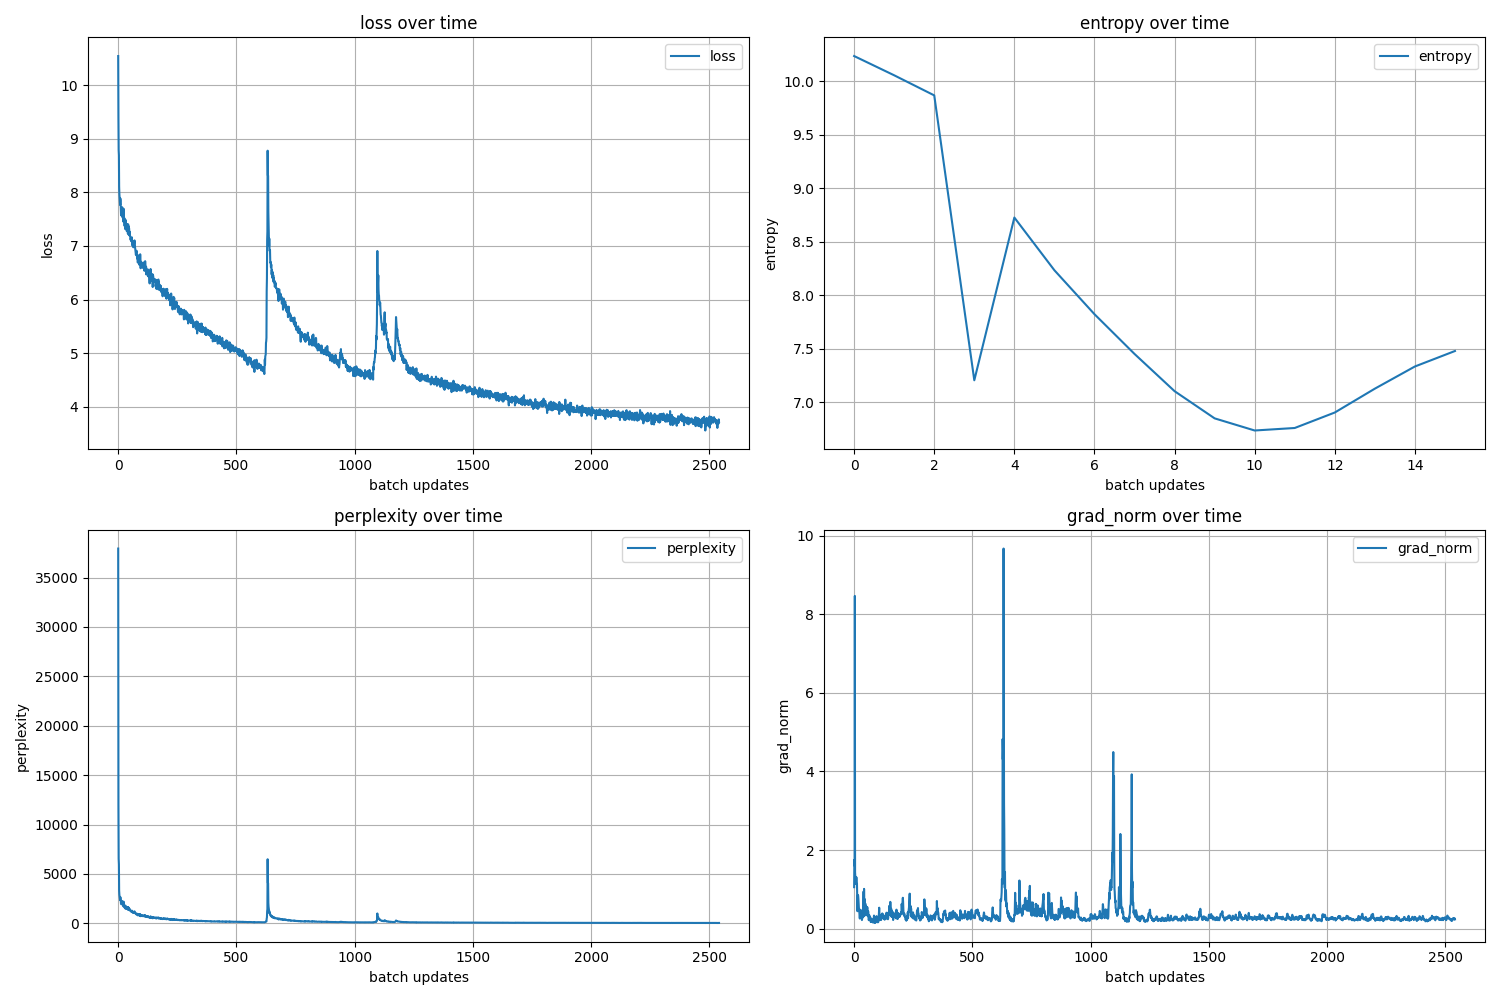 loss over time
loss
10
9
8
7
6
5
4
loss
0 500 1000 1500 2000 2500
batch updates
entropy over time
entropy
10.0
9.5
9.0
8.5
8.0
7.5
7.0
entropy
0 2 4 6 8 10 12 14
batch updates
perplexity over time
perplexity
35000
30000
25000
20000
15000
10000
5000
0
perplexity
0 500 1000 1500 2000 2500
batch updates
grad_norm over time
grad_norm
10
8
6
4
2
0
grad_norm
0 500 1000 1500 2000 2500
batch updates